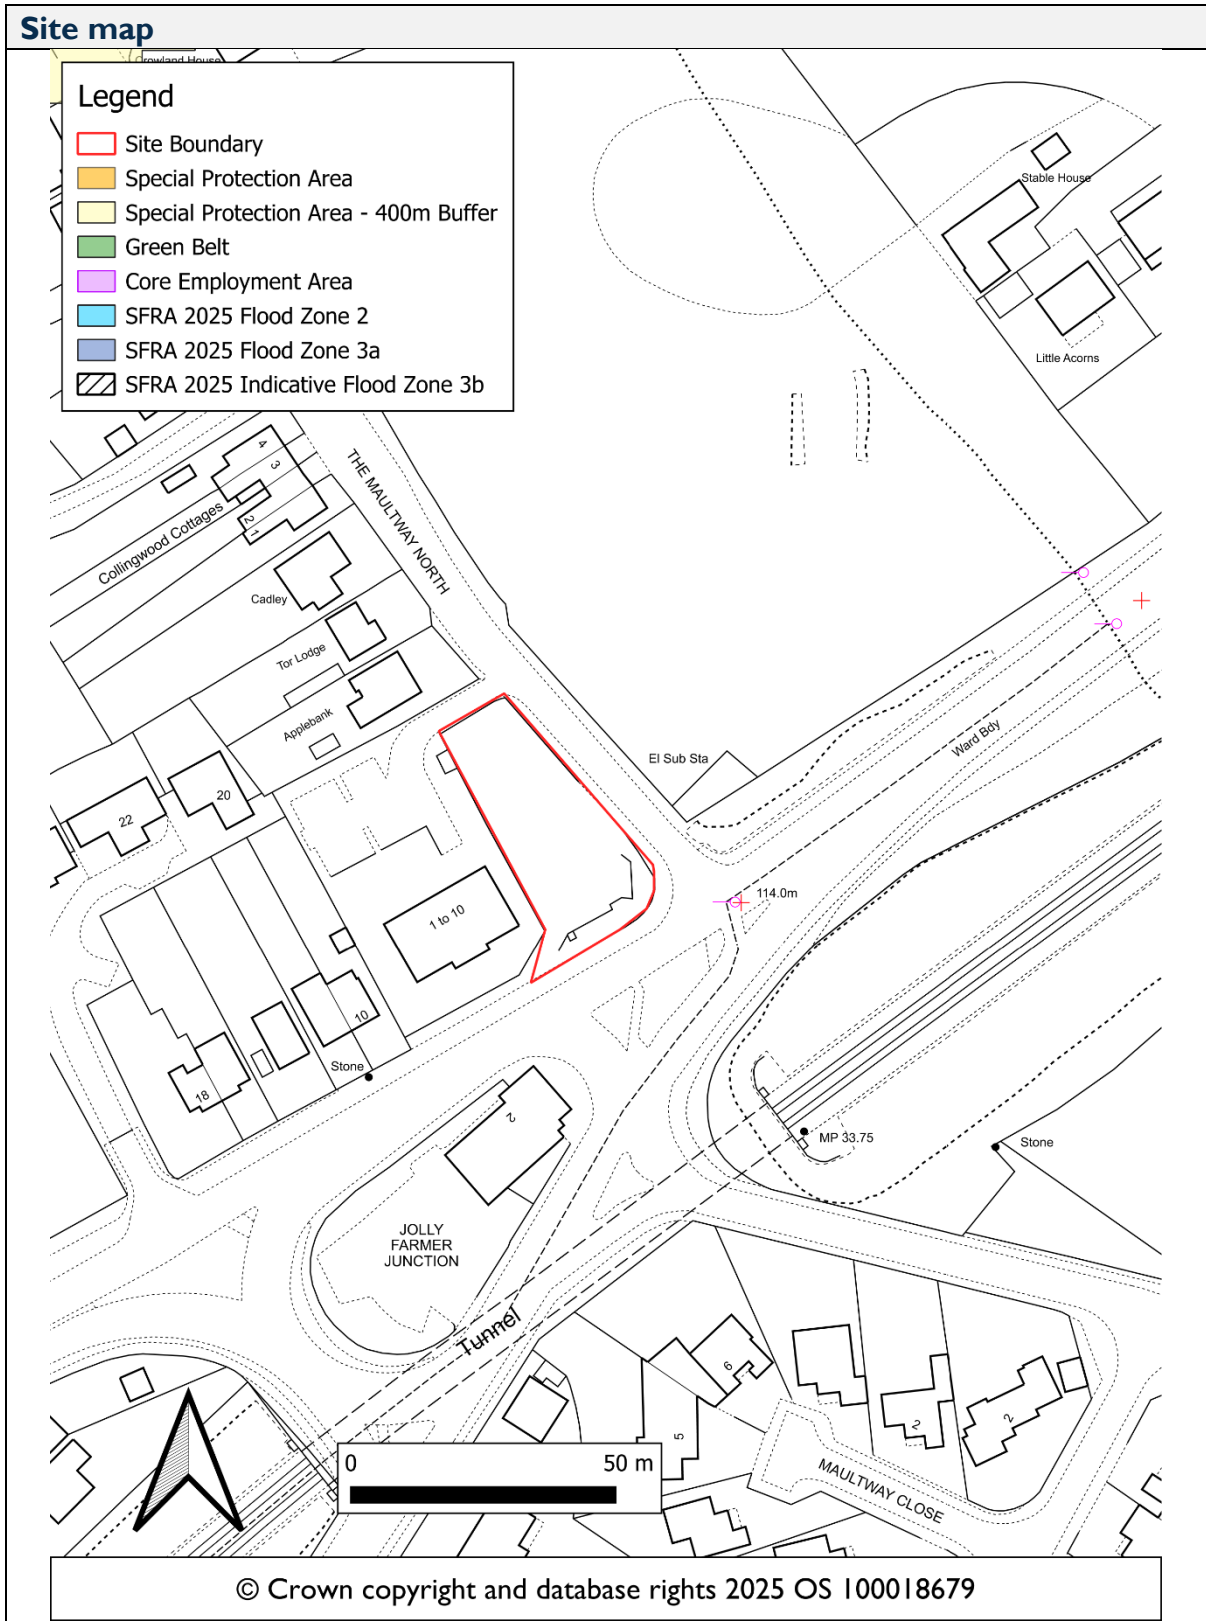 Site map
Crowland House
Legend
Site Boundary
Special Protection Area
Special Protection Area - 400m Buffer
Green Belt
Core Employment Area
SFRA 2025 Flood Zone 2
SFRA 2025 Flood Zone 3a
SFRA 2025 Indicative Flood Zone 3b
Stable House
Little Acorns
4
3
2
1
Collingwood Cottages
THE MAULTWAY NORTH
Cadley
Tor Lodge
Applebank
El Sub Sta
Ward Bdy
22
20
114.0m
1 to 10
10
Stone
18
2
MP 33.75
Stone
JOLLY
FARMER
JUNCTION
Tunnel
6
5
2
2
MAULTWAY CLOSE
0 50 m
© Crown copyright and database rights 2025 OS 100018679